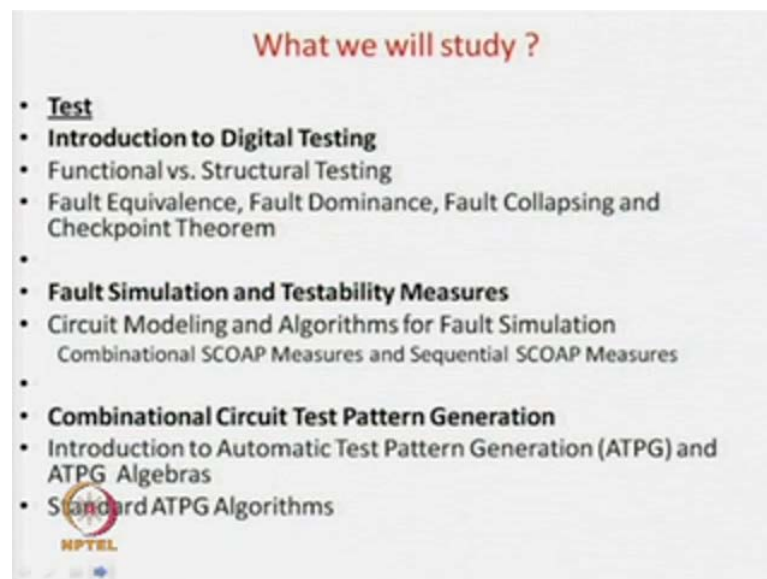 What we will study ?
• Test
• Introduction to Digital Testing
• Functional vs. Structural Testing
• Fault Equivalence, Fault Dominance, Fault Collapsing and
Checkpoint Theorem
•
• Fault Simulation and Testability Measures
• Circuit Modeling and Algorithms for Fault Simulation
Combinational SCOAP Measures and Sequential SCOAP Measures
•
• Combinational Circuit Test Pattern Generation
• Introduction to Automatic Test Pattern Generation (ATPG) and
ATPG Algebras
• Standard ATPG Algorithms
NPTEL